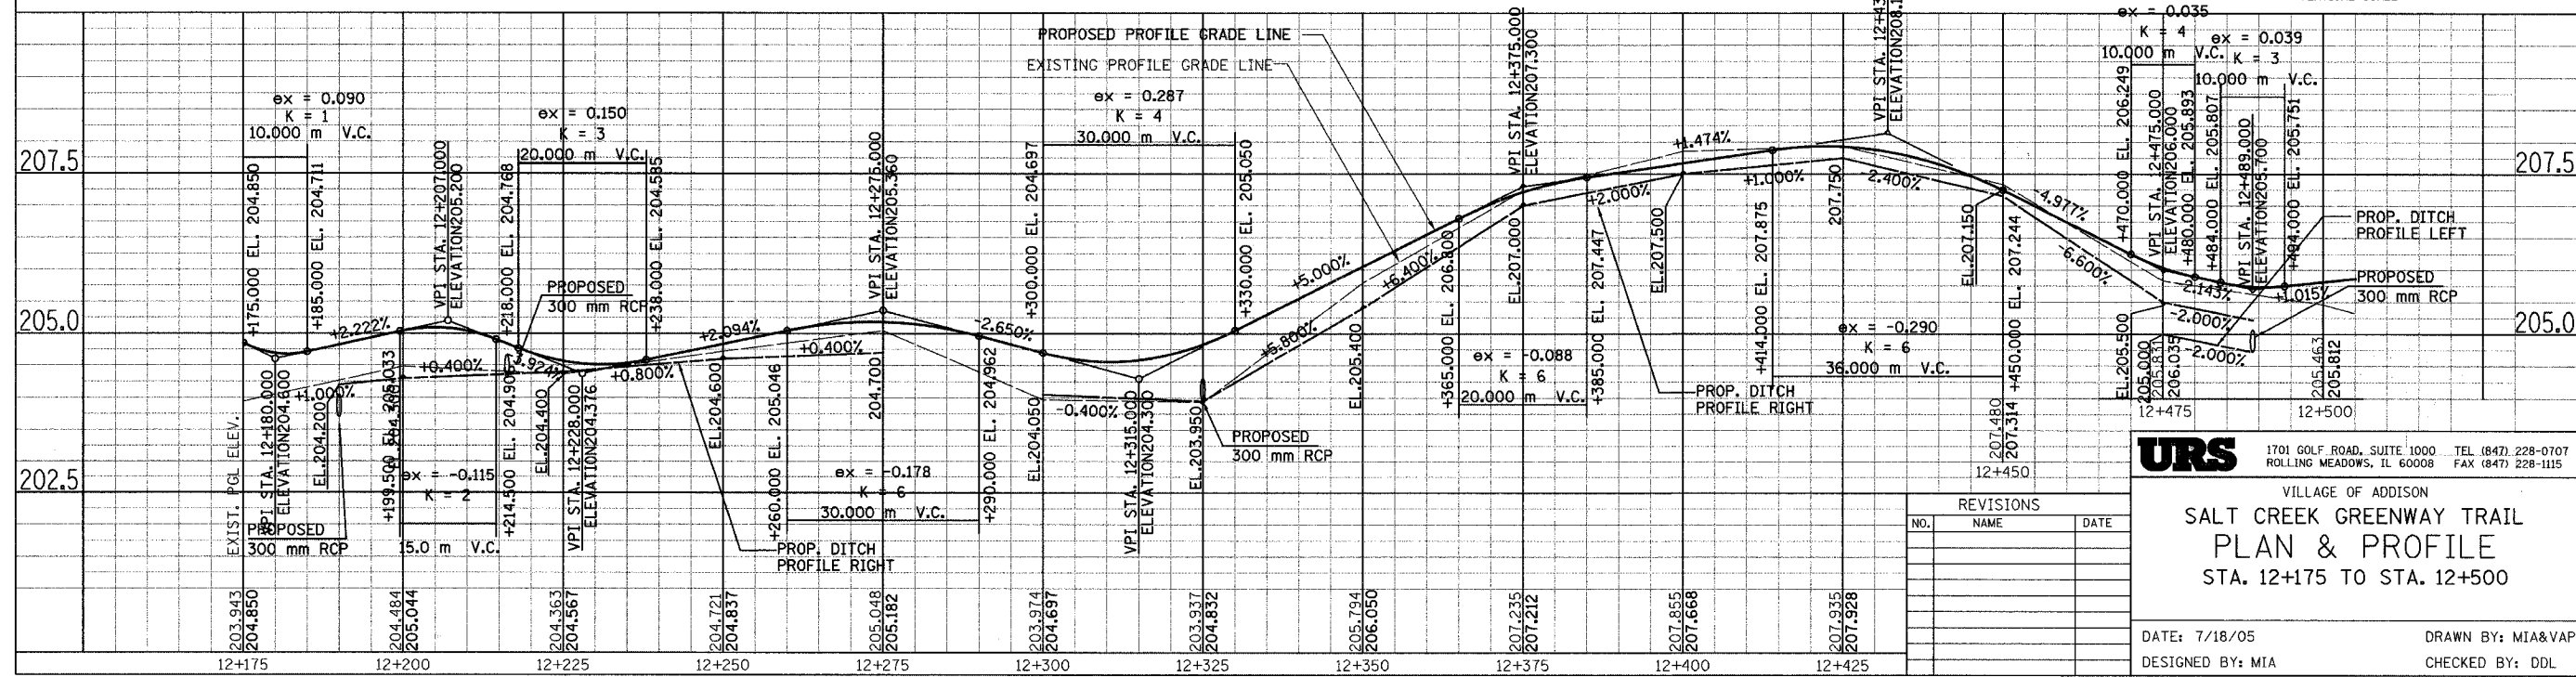 ex = 0.035
K = 4
10.000 m V.C.
ex = 0.039
K = 3
10.000 m V.C.
PROPOSED PROFILE GRADE LINE
EXISTING PROFILE GRADE LINE
ex = 0.090
K = 1
10.000 m V.C.
ex = 0.150
K = 3
20.000 m V.C.
ex = 0.287
K = 4
30.000 m V.C.
207.5
207.5
+175.000 EL. 204.850
+185.000 EL. 204.711
VPI STA. 12+207.000
ELEVATION205.200
+218.000 EL. 204.768
+238.000 EL. 204.585
VPI STA. 12+275.000
ELEVATION205.360
+300.000 EL. 204.697
+330.000 EL. 205.050
VPI STA. 12+375.000
ELEVATION207.300
+470.000 EL. 206.249
VPI STA. 12+475.000
ELEVATION206.000
+480.000 EL. 205.893
+484.000 EL. 205.807
VPI STA. 12+489.000
ELEVATION205.700
+494.000 EL. 205.751
+1.474%
+2.000%
+1.000%
-2.400%
-4.977%
-6.600%
-2.143%
+1.015%
-2.000%
-2.000%
PROP. DITCH
PROFILE LEFT
PROPOSED
300 mm RCP
205.0
205.0
+2.222%
+0.400%
+1.000%
-3.924%
PROPOSED
300 mm RCP
+0.800%
+2.094%
+0.400%
-2.650%
-0.400%
+5.000%
+6.400%
+5.800%
EXIST. PGL ELEV.
VPI STA. 12+180.000
ELEVATION204.600
EL.204.200
+199.500 EL. 205.033
+214.500 EL. 204.905
EL.204.400
VPI STA. 12+228.000
ELEVATION204.376
EL.204.600
+260.000 EL. 205.046
204.700
+290.000 EL. 204.962
EL.204.050
VPI STA. 12+315.000
ELEVATION204.300
EL.203.950
EL.205.400
+365.000 EL. 206.800
EL.207.000
+385.000 EL. 207.447
EL.207.500
+414.000 EL. 207.875
207.750
EL.207.150
+450.000 EL. 207.244
EL.205.500
205.000
205.831
206.035
205.463
205.812
ex = -0.088
K = 6
20.000 m V.C.
ex = -0.290
K = 6
36.000 m V.C.
PROP. DITCH
PROFILE RIGHT
PROPOSED
300 mm RCP
202.5
ex = -0.115
K = 2
15.0 m V.C.
ex = -0.178
K = 6
30.000 m V.C.
PROPOSED
300 mm RCP
PROP. DITCH
PROFILE RIGHT
12+475
12+500
207.480
207.314
12+450
203.943
204.850
204.484
205.044
204.363
204.567
204.721
204.837
205.048
205.182
203.974
204.697
203.937
204.832
205.794
206.050
207.235
207.212
207.855
207.668
207.935
207.928
12+175
12+200
12+225
12+250
12+275
12+300
12+325
12+350
12+375
12+400
12+425
URS
1701 GOLF ROAD, SUITE 1000 TEL (847) 228-0707
ROLLING MEADOWS, IL 60008 FAX (847) 228-1115
REVISIONS
NO. NAME DATE
VILLAGE OF ADDISON
SALT CREEK GREENWAY TRAIL
PLAN & PROFILE
STA. 12+175 TO STA. 12+500
DATE: 7/18/05 DRAWN BY: MIA&VAP
DESIGNED BY: MIA CHECKED BY: DDL